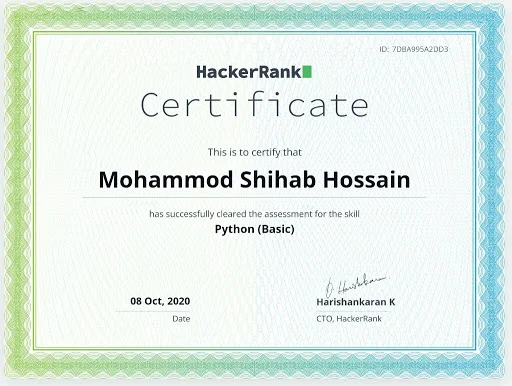 ID: 7DBA995A2DD3
HackerRank
Certificate
This is to certify that
Mohammod Shihab Hossain
has successfully cleared the assessment for the skill
Python (Basic)
08 Oct, 2020
Date
Harishankaran K
CTO, HackerRank